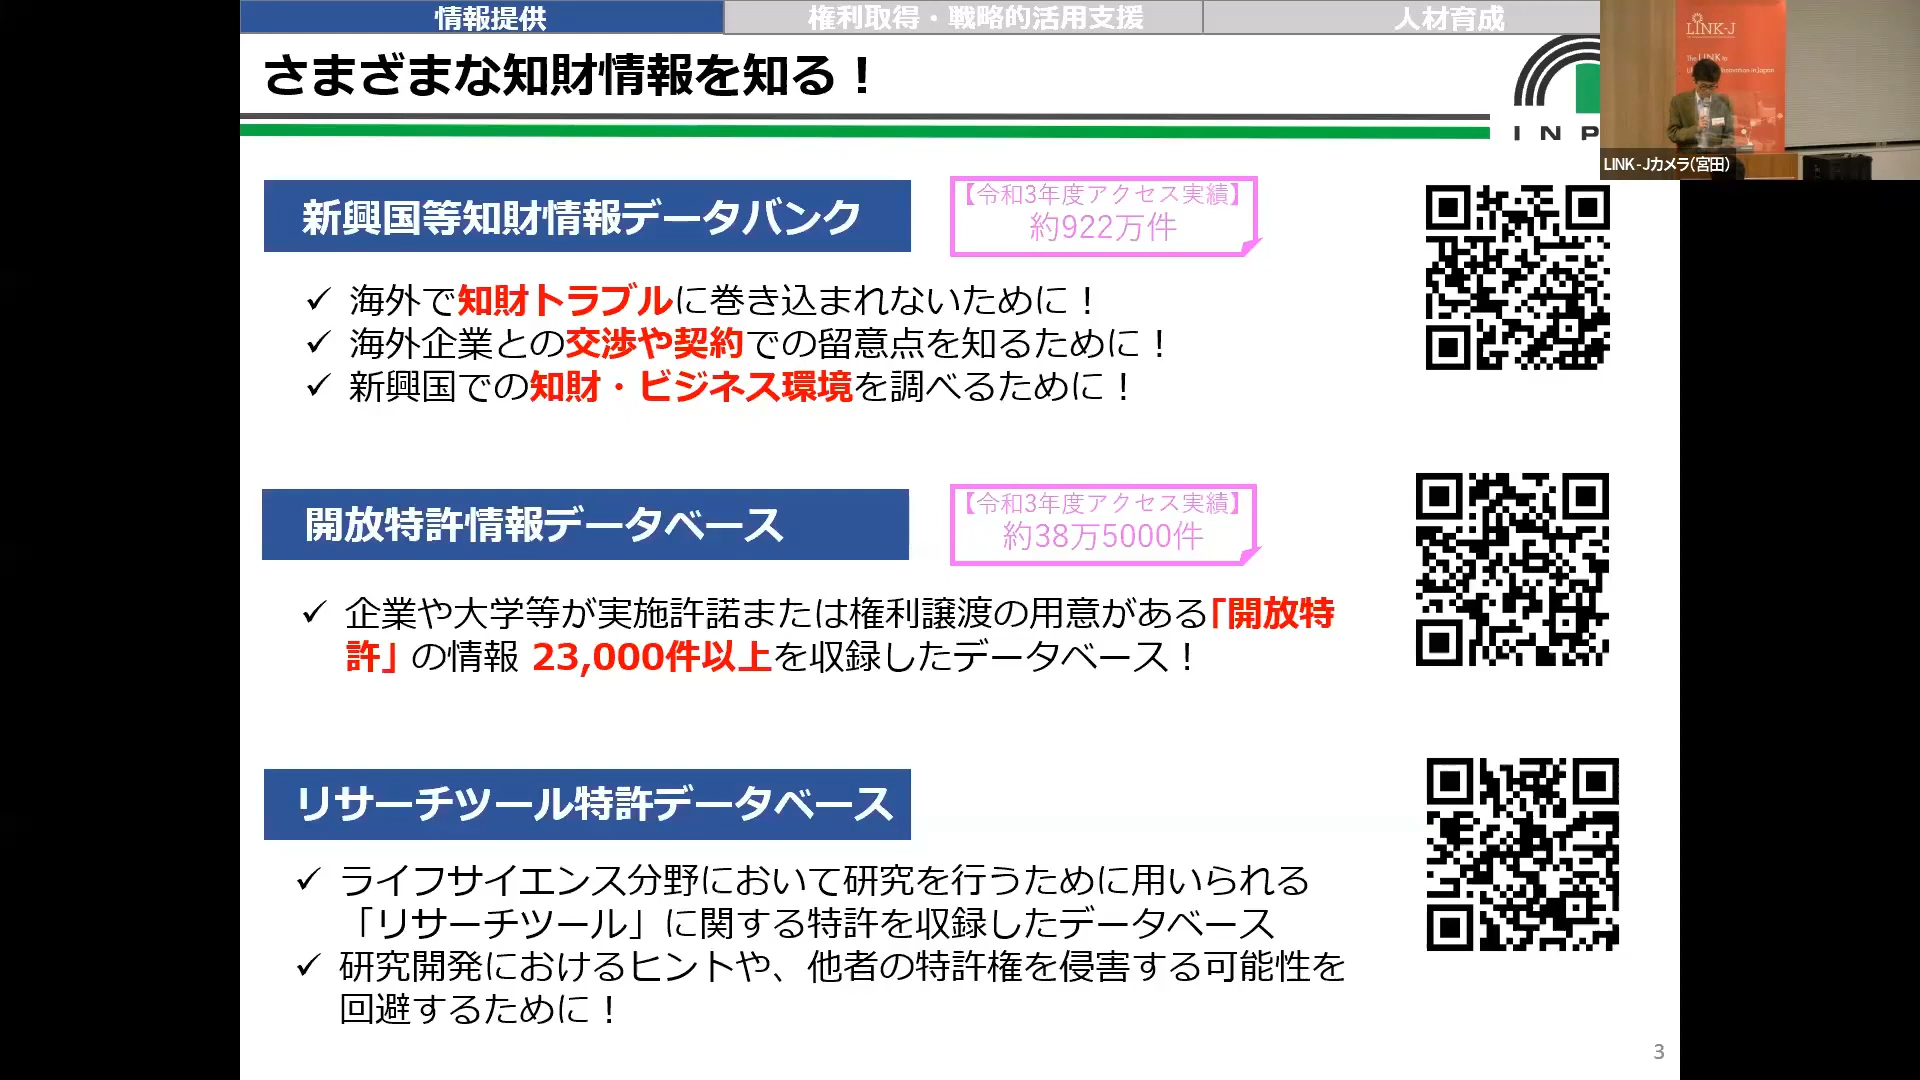 情報提供
権利取得・戦略的活用支援
人材育成
さまざまな知財情報を知る！
INP
LINK-J
The LINK to
LINK-Jカメラ(宮田)
新興国等知財情報データバンク
【令和3年度アクセス実績】
約922万件
✓ 海外で知財トラブルに巻き込まれないために！
✓ 海外企業との交渉や契約での留意点を知るために！
✓ 新興国での知財・ビジネス環境を調べるために！
開放特許情報データベース
【令和3年度アクセス実績】
約38万5000件
✓ 企業や大学等が実施許諾または権利譲渡の用意がある「開放特
許」の情報 23,000件以上を収録したデータベース！
リサーチツール特許データベース
✓ ライフサイエンス分野において研究を行うために用いられる
「リサーチツール」に関する特許を収録したデータベース
✓ 研究開発におけるヒントや、他者の特許権を侵害する可能性を
回避するために！
3